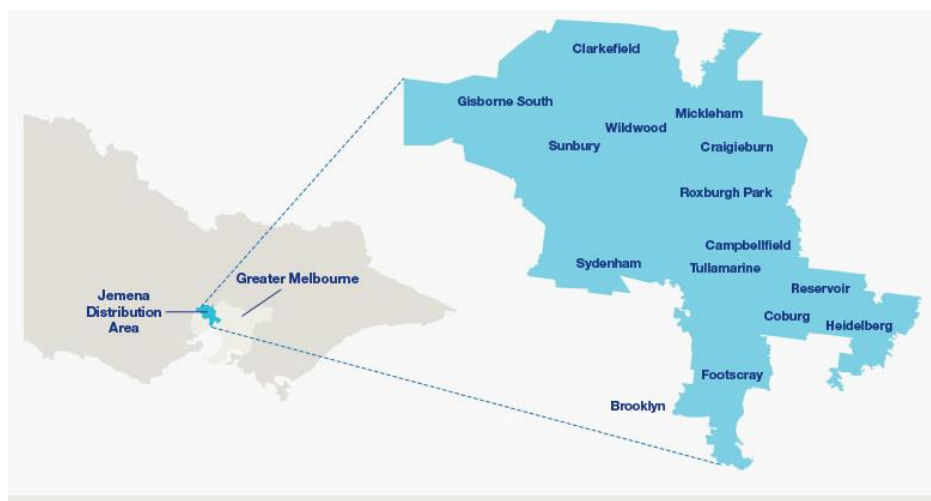 Clarkefield
Gisborne South
Mickleham
Wildwood
Sunbury
Craigieburn
Roxburgh Park
Campbellfield
Sydenham
Tullamarine
Greater Melbourne
Jemena
Distribution
Area
Reservoir
Coburg
Heidelberg
Footscray
Brooklyn